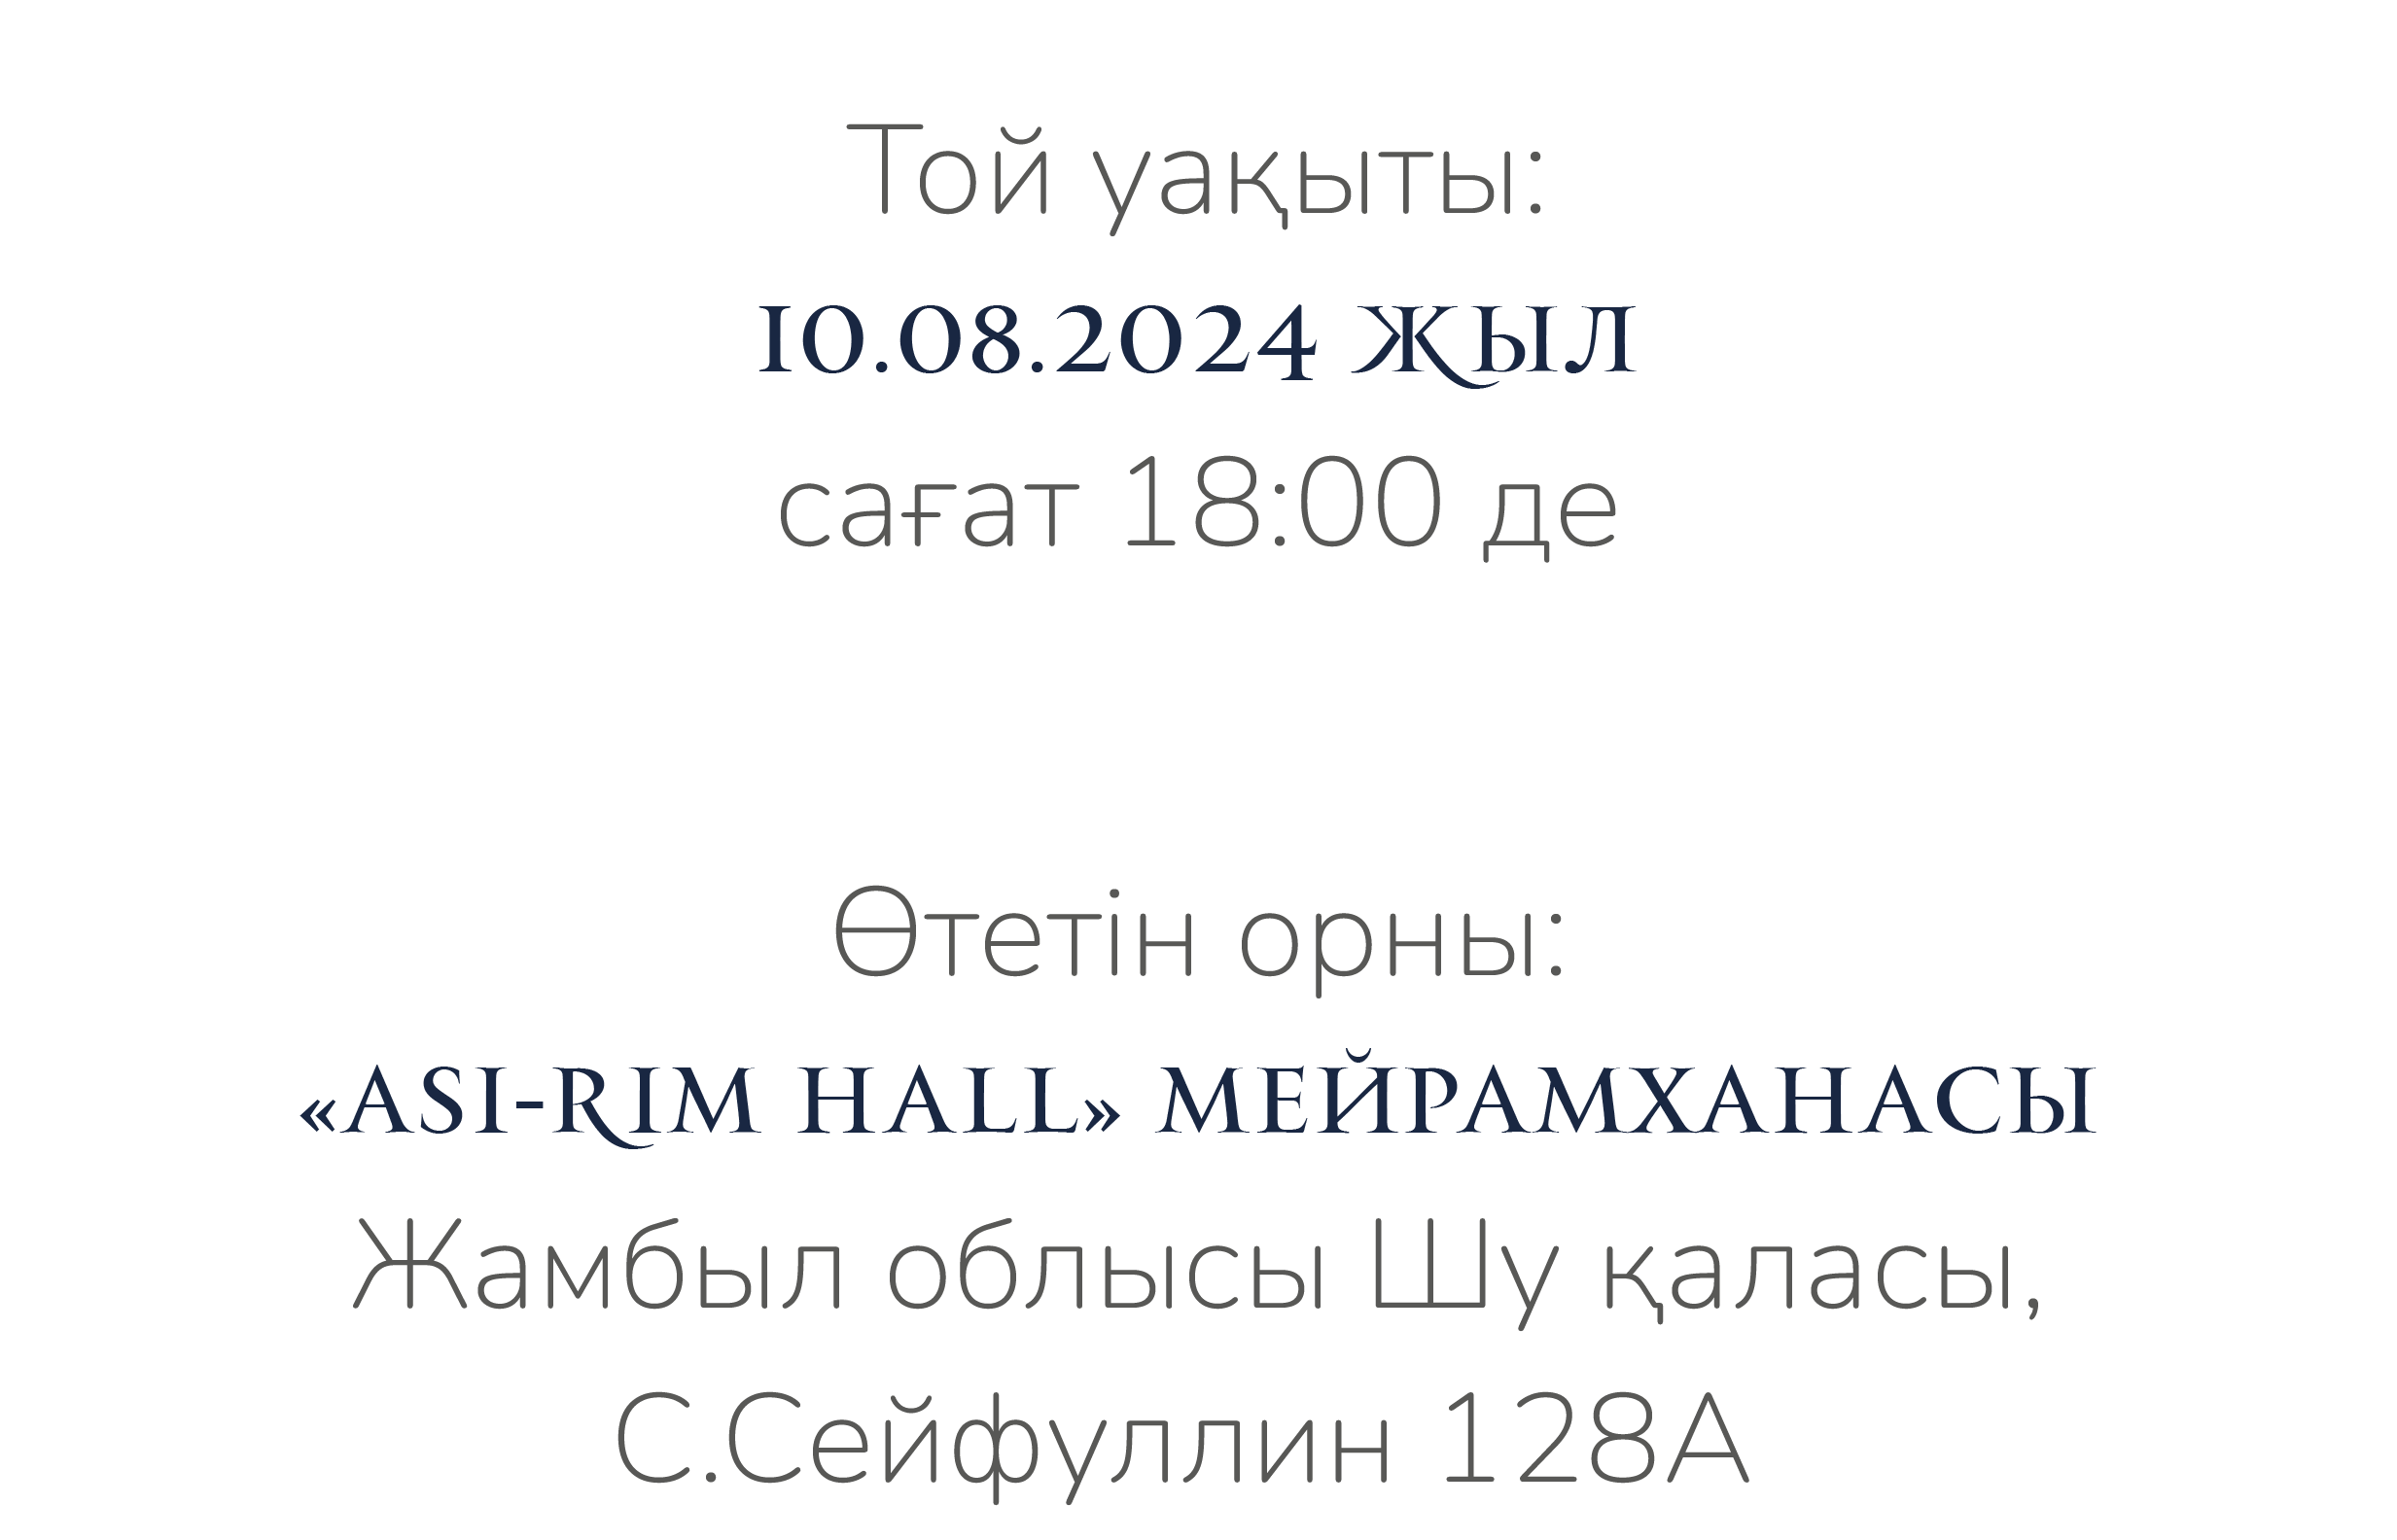 Той уақыты:
10.08.2024 ЖЫЛ
сағат 18:00 де
Өтетін орны:
«ASI-RIM HALL» МЕЙРАМХАНАСЫ
Жамбыл облысы Шу қаласы,
С.Сейфуллин 128А